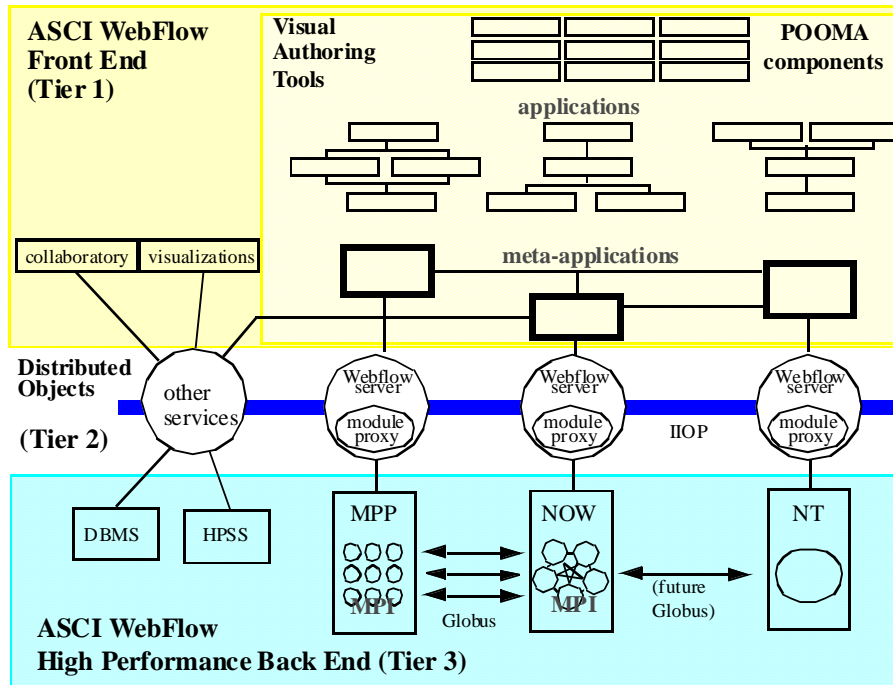 ASCI WebFlow
Front End
(Tier 1)
Visual
Authoring
Tools
POOMA
components
applications
collaboratory
visualizations
meta-applications
Distributed
Objects
(Tier 2)
other
services
Webflow
server
module
proxy
Webflow
server
module
proxy
Webflow
server
module
proxy
IIOP
DBMS
HPSS
MPP
MPI
Globus
NOW
MPI
(future
Globus)
NT
ASCI WebFlow
High Performance Back End (Tier 3)